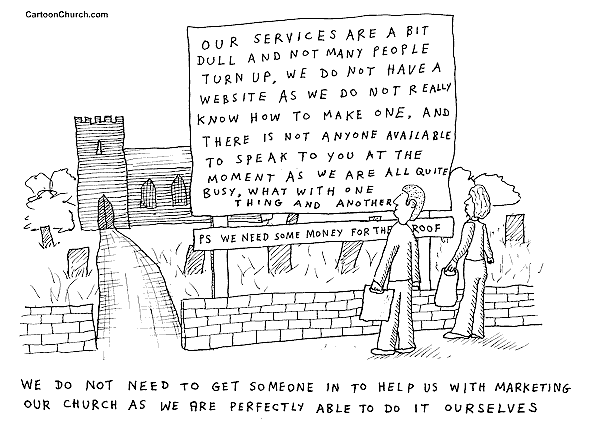 CartoonChurch.com
OUR SERVICES ARE A BIT
DULL AND NOT MANY PEOPLE
TURN UP, WE DO NOT HAVE A
WEBSITE AS WE DO NOT REALLY
KNOW HOW TO MAKE ONE, AND
THERE IS NOT ANYONE AVAILABLE
TO SPEAK TO YOU AT THE
MOMENT AS WE ARE ALL QUITE
BUSY, WHAT WITH ONE
THING AND ANOTHER
PS WE NEED SOME MONEY FOR THE ROOF
WE DO NOT NEED TO GET SOMEONE IN TO HELP US WITH MARKETING
OUR CHURCH AS WE ARE PERFECTLY ABLE TO DO IT OURSELVES